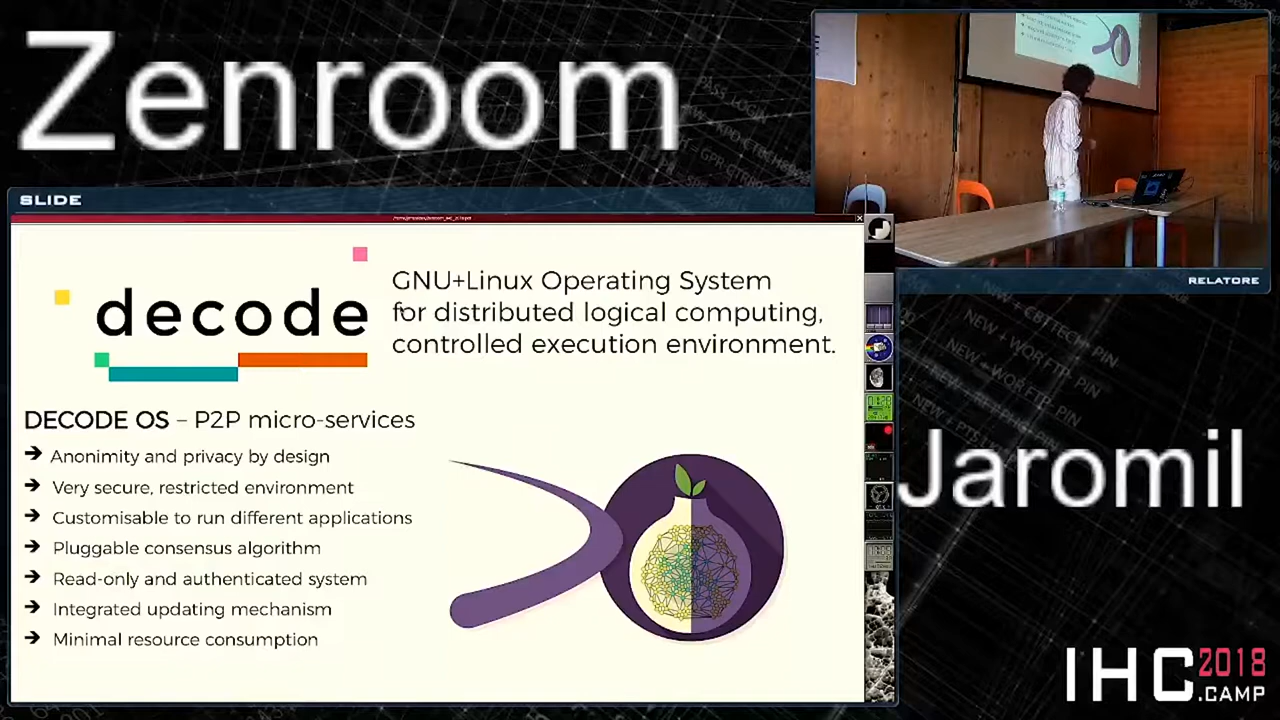 Zenroom
SLIDE
decode
GNU+Linux Operating System
for distributed logical computing,
controlled execution environment.
DECODE OS – P2P micro-services
➔ Anonimity and privacy by design
➔ Very secure, restricted environment
➔ Customisable to run different applications
➔ Pluggable consensus algorithm
➔ Read-only and authenticated system
➔ Integrated updating mechanism
➔ Minimal resource consumption
RELATORE
Jaromil
IHC 2018
.CAMP